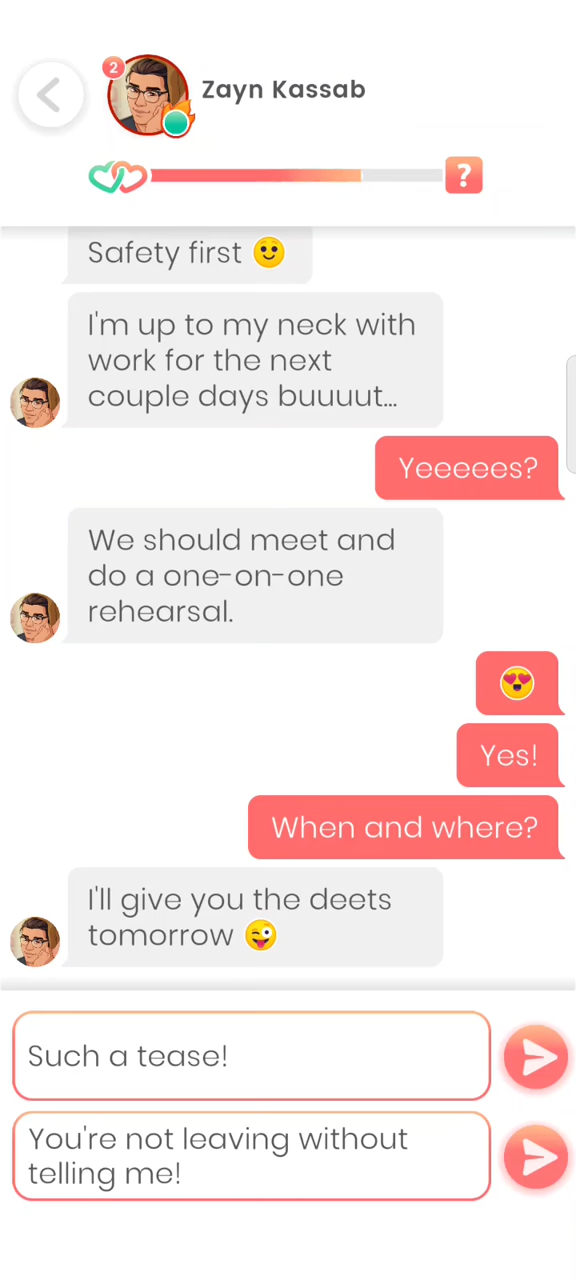 2
Zayn Kassab
?
Safety first 🙂
I'm up to my neck with
work for the next
couple days buuuut...
Yeeeees?
We should meet and
do a one-on-one
rehearsal.
😍
Yes!
When and where?
I'll give you the deets
tomorrow 😜
Such a tease!
You're not leaving without
telling me!